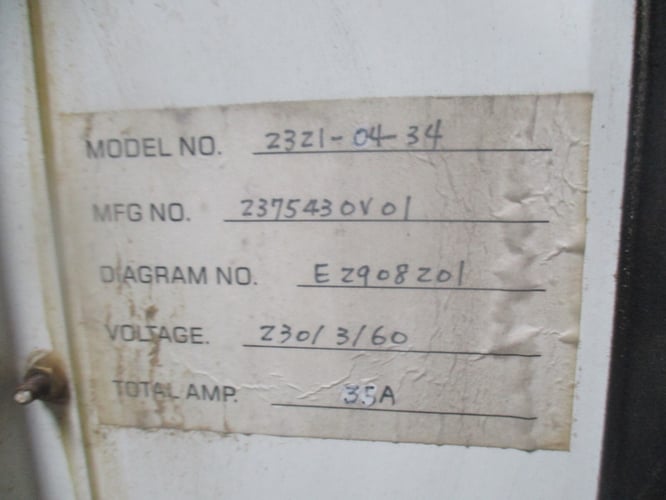 MODEL NO. 2321-04-34
MFG NO. 2375430V01
DIAGRAM NO. E2908201
VOLTAGE. 230/3/60
TOTAL AMP. 35A